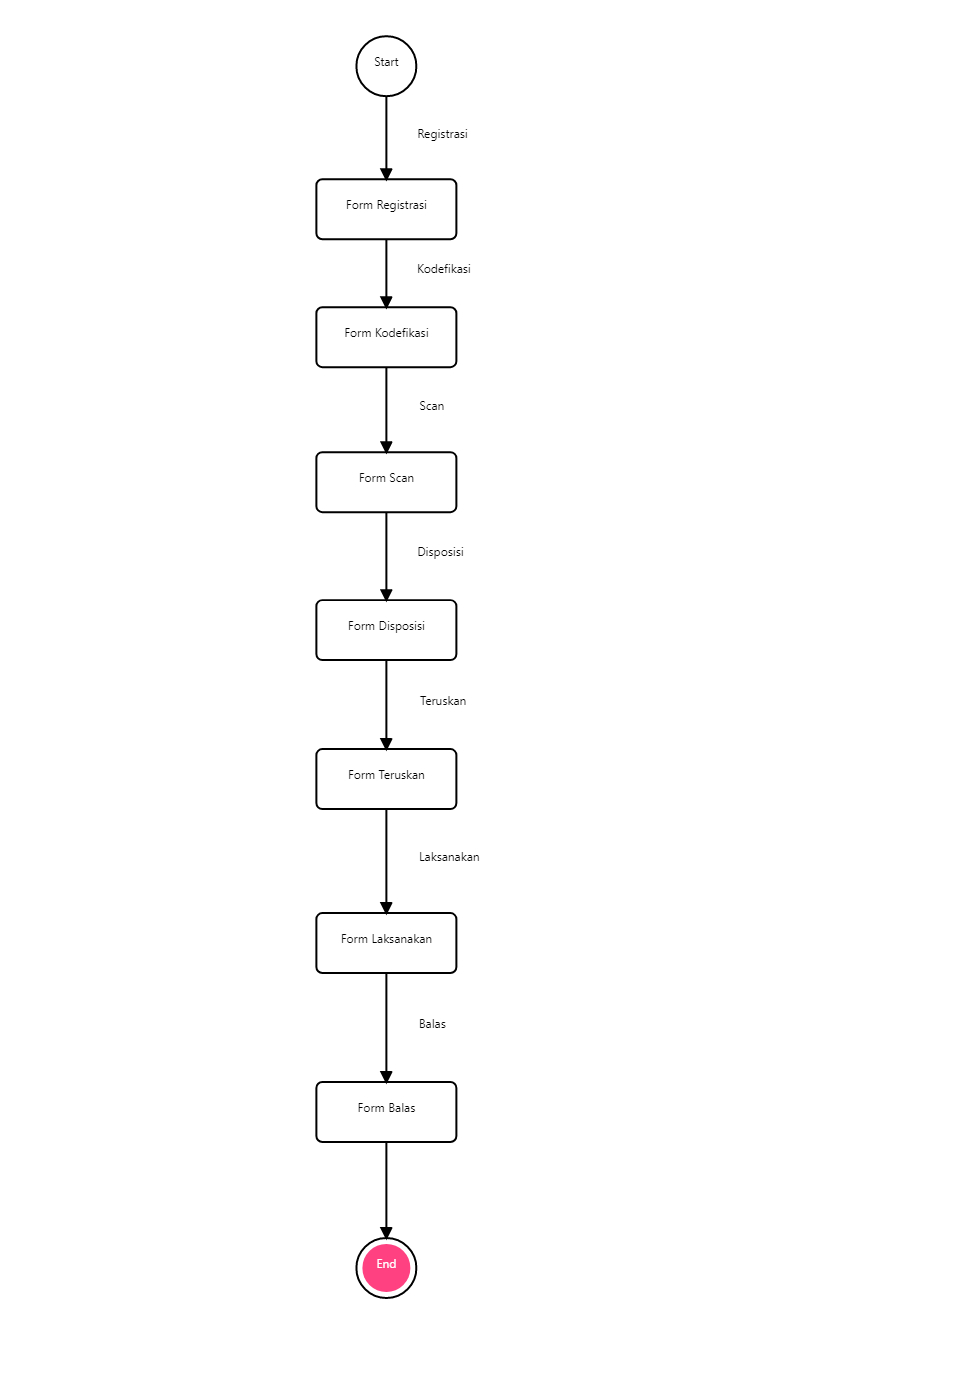 Start
Registrasi
Form Registrasi
Kodefikasi
Form Kodefikasi
Scan
Form Scan
Disposisi
Form Disposisi
Teruskan
Form Teruskan
Laksanakan
Form Laksanakan
Balas
Form Balas
End